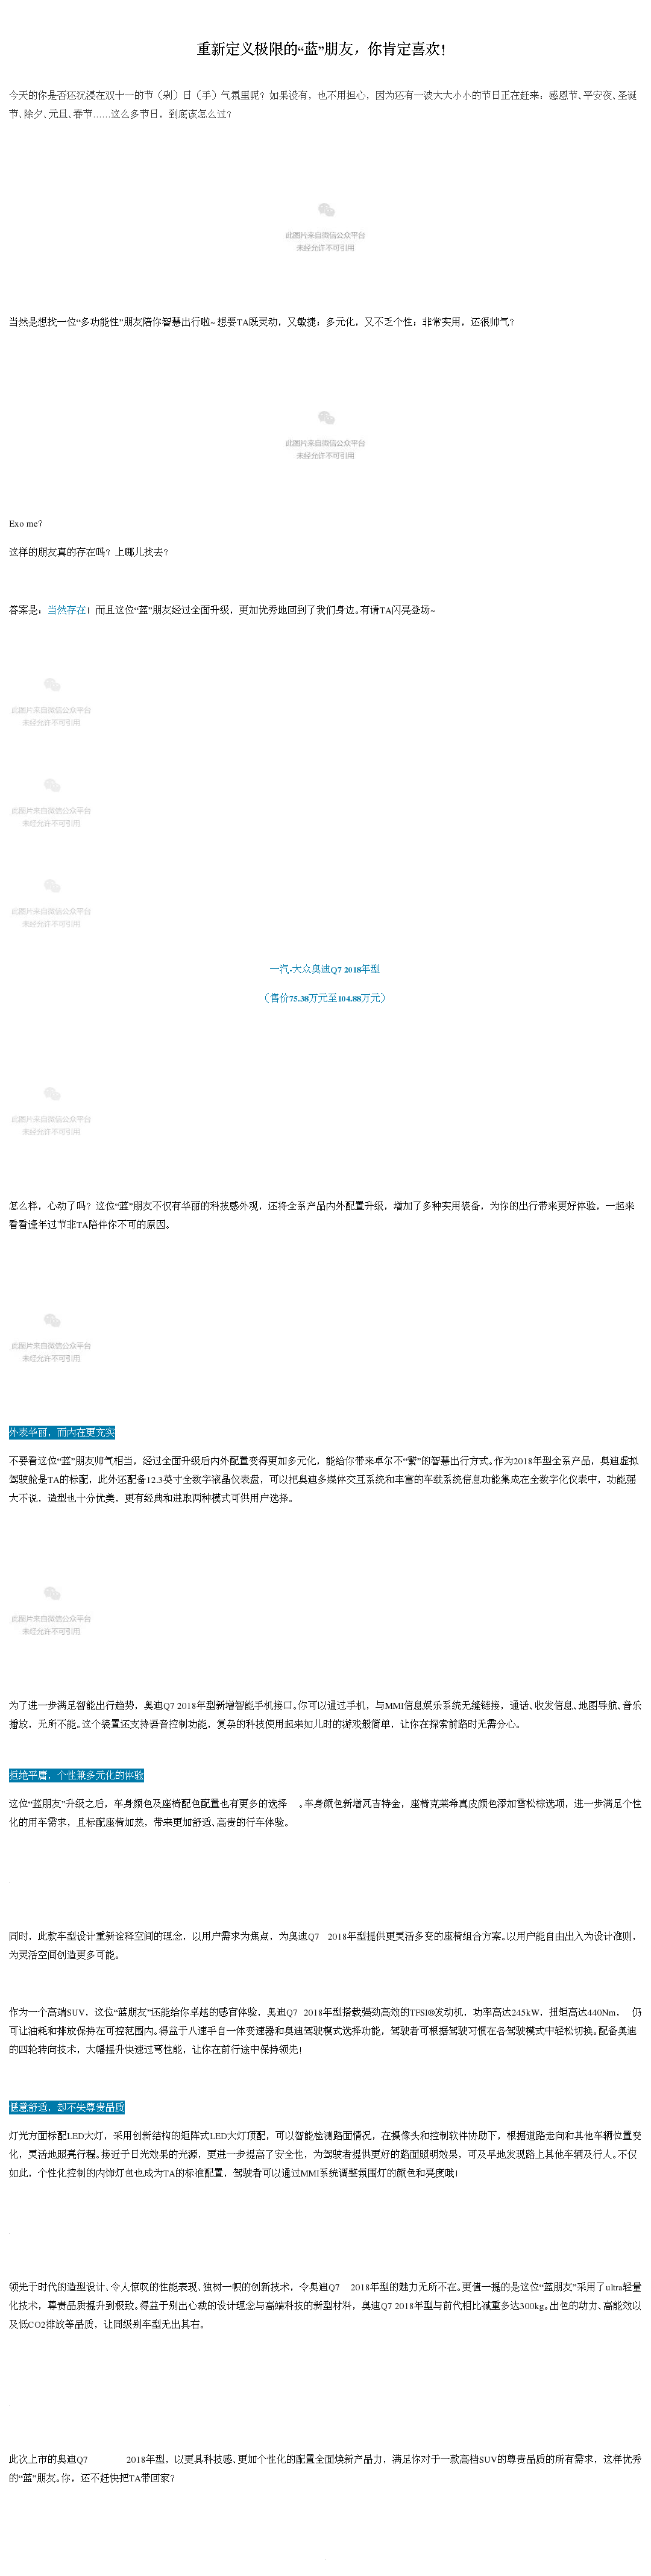 重新定义极限的“蓝”朋友，你肯定喜欢！
今天的你是否还沉浸在双十一的节（剁）日（手）气氛里呢？如果没有，也不用担心，因为还有一波大大小小的节日正在赶来：感恩节、平安夜、圣诞
节、除夕、元旦、春节……这么多节日，到底该怎么过？
此图片来自微信公众平台
未经允许不可引用
当然是想找一位“多功能性”朋友陪你智慧出行啦~ 想要TA既灵动，又敏捷；多元化，又不乏个性；非常实用，还很帅气？
此图片来自微信公众平台
未经允许不可引用
Exo me？
这样的朋友真的存在吗？上哪儿找去？
答案是：当然存在！而且这位“蓝”朋友经过全面升级，更加优秀地回到了我们身边。有请TA闪亮登场~
此图片来自微信公众平台
未经允许不可引用
此图片来自微信公众平台
未经允许不可引用
此图片来自微信公众平台
未经允许不可引用
一汽-大众奥迪Q7 2018年型
（售价75.38万元至104.88万元）
此图片来自微信公众平台
未经允许不可引用
怎么样，心动了吗？这位“蓝”朋友不仅有华丽的科技感外观，还将全系产品内外配置升级，增加了多种实用装备，为你的出行带来更好体验，一起来
看看逢年过节非TA陪伴你不可的原因。
此图片来自微信公众平台
未经允许不可引用
外表华丽，而内在更充实
不要看这位“蓝”朋友帅气相当，经过全面升级后内外配置变得更加多元化，能给你带来卓尔不“繁”的智慧出行方式。作为2018年型全系产品，奥迪虚拟
驾驶舱是TA的标配，此外还配备12.3英寸全数字液晶仪表盘，可以把奥迪多媒体交互系统和丰富的车载系统信息功能集成在全数字化仪表中，功能强
大不说，造型也十分优美，更有经典和进取两种模式可供用户选择。
此图片来自微信公众平台
未经允许不可引用
为了进一步满足智能出行趋势，奥迪Q7 2018年型新增智能手机接口。你可以通过手机，与MMI信息娱乐系统无缝链接，通话、收发信息、地图导航、音乐
播放，无所不能。这个装置还支持语音控制功能，复杂的科技使用起来如儿时的游戏般简单，让你在探索前路时无需分心。
拒绝平庸，个性兼多元化的体验
这位“蓝朋友”升级之后，车身颜色及座椅配色配置也有更多的选择 。车身颜色新增瓦吉特金，座椅克莱希真皮颜色添加雪松棕选项，进一步满足个性
化的用车需求，且标配座椅加热，带来更加舒适、高贵的行车体验。
同时，此款车型设计重新诠释空间的理念，以用户需求为焦点，为奥迪Q7 2018年型提供更灵活多变的座椅组合方案。以用户能自由出入为设计准则，
为灵活空间创造更多可能。
作为一个高端SUV，这位“蓝朋友”还能给你卓越的感官体验，奥迪Q7 2018年型搭载强劲高效的TFSI®发动机，功率高达245kW，扭矩高达440Nm， 仍
可让油耗和排放保持在可控范围内。得益于八速手自一体变速器和奥迪驾驶模式选择功能，驾驶者可根据驾驶习惯在各驾驶模式中轻松切换。配备奥迪
的四轮转向技术，大幅提升快速过弯性能，让你在前行途中保持领先！
惬意舒适，却不失尊贵品质
灯光方面标配LED大灯，采用创新结构的矩阵式LED大灯顶配，可以智能检测路面情况，在摄像头和控制软件协助下，根据道路走向和其他车辆位置变
化，灵活地照亮行程。接近于日光效果的光源，更进一步提高了安全性，为驾驶者提供更好的路面照明效果，可及早地发现路上其他车辆及行人。不仅
如此，个性化控制的内饰灯包也成为TA的标准配置，驾驶者可以通过MMI系统调整氛围灯的颜色和亮度哦！
领先于时代的造型设计、令人惊叹的性能表现、独树一帜的创新技术，令奥迪Q7 2018年型的魅力无所不在。更值一提的是这位“蓝朋友”采用了ultra轻量
化技术，尊贵品质提升到极致。得益于别出心裁的设计理念与高端科技的新型材料，奥迪Q7 2018年型与前代相比减重多达300kg。出色的动力、高能效以
及低CO2排放等品质，让同级别车型无出其右。
此次上市的奥迪Q7 2018年型，以更具科技感、更加个性化的配置全面焕新产品力，满足你对于一款高档SUV的尊贵品质的所有需求，这样优秀
的“蓝”朋友。你，还不赶快把TA带回家？